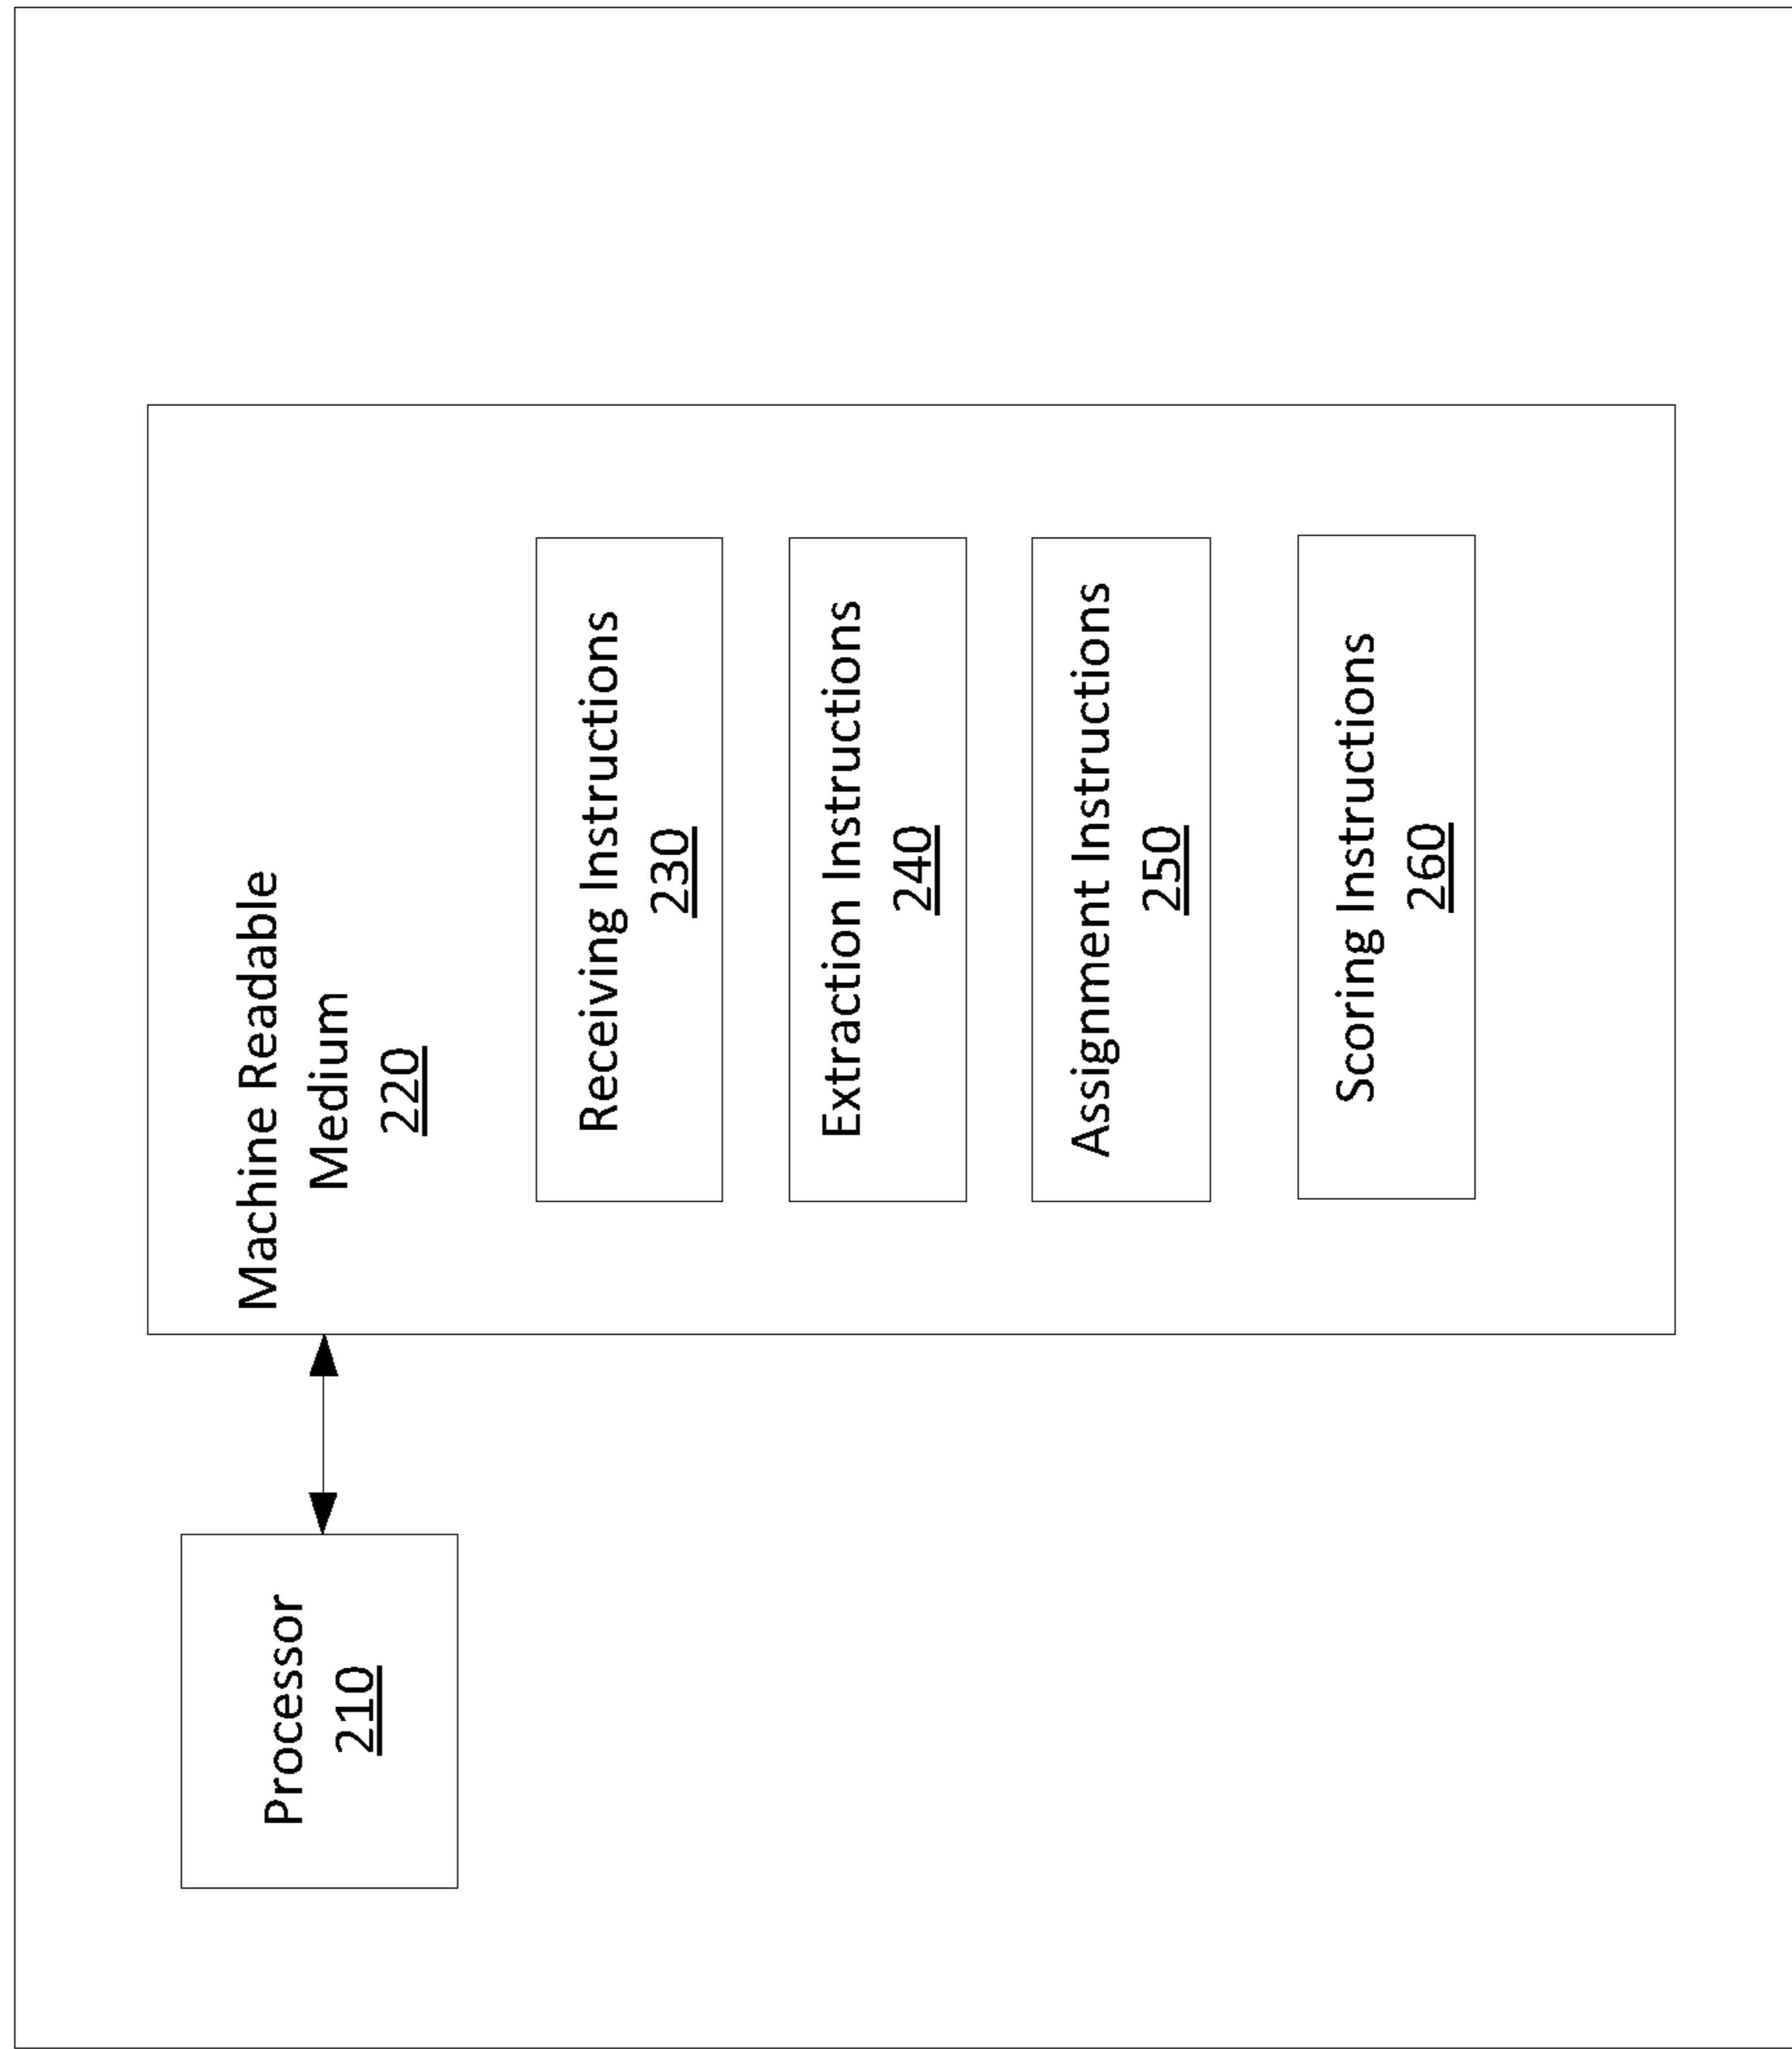 Processor
210
Machine Readable
Medium
220
Receiving Instructions
230
Extraction Instructions
240
Assignment Instructions
250
Scoring Instructions
260